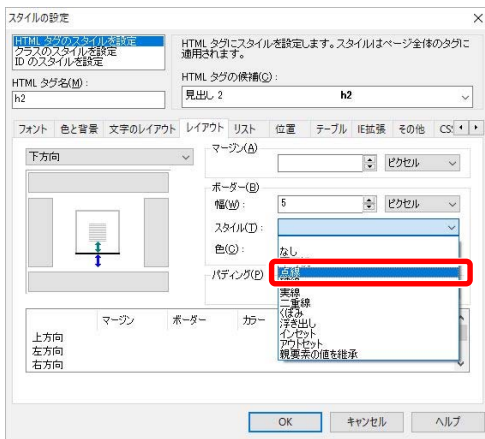 スタイルの設定
HTML タグのスタイルを設定
クラスのスタイルを設定
ID のスタイルを設定
HTML タグにスタイルを設定します。スタイルはページ全体のタグに
適用されます。
HTML タグ名(M):
h2
HTML タグの候補(C):
見出し 2 h2
フォント 色と背景 文字のレイアウト レイアウト リスト 位置 テーブル IE拡張 その他 CS
下方向
マージン(A)
ピクセル
ボーダー(B)
幅(W): 5 ピクセル
スタイル(T):
色(C):
なし
点線
実線
二重線
くぼみ
浮き出し
インセット
アウトセット
親要素の値を継承
パディング(P)
マージン ボーダー カラー
上方向
左方向
右方向
OK キャンセル ヘルプ